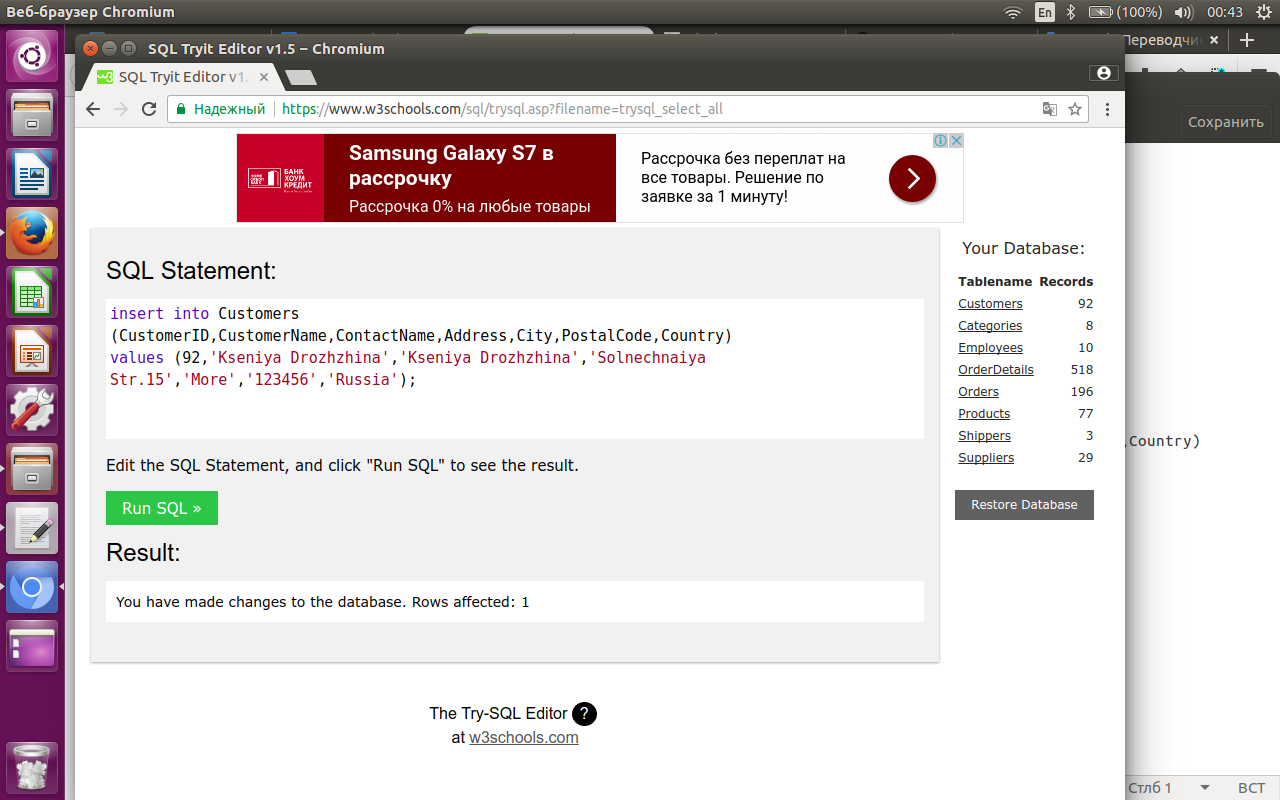 Веб-браузер Chromium
En
(100%)
00:43
SQL Tryit Editor v1.5 – Chromium
Переводчи
SQL Tryit Editor v1.
Надежный
https://www.w3schools.com/sql/trysql.asp?filename=trysql_select_all
Сохранить
БАНК
ХОУМ
КРЕДИТ
Samsung Galaxy S7 в
рассрочку
Рассрочка 0% на любые товары
Рассрочка без переплат на
все товары. Решение по
заявке за 1 минуту!
SQL Statement:
insert into Customers
(CustomerID,CustomerName,ContactName,Address,City,PostalCode,Country)
values (92,'Kseniya Drozhzhina','Kseniya Drozhzhina','Solnechnaiya
Str.15','More','123456','Russia');
Edit the SQL Statement, and click "Run SQL" to see the result.
Run SQL »
Result:
You have made changes to the database. Rows affected: 1
Your Database:
Tablename Records
Customers 92
Categories 8
Employees 10
OrderDetails 518
Orders 196
Products 77
Shippers 3
Suppliers 29
Restore Database
,Country)
The Try-SQL Editor ?
at w3schools.com
Стлб 1
ВСТ